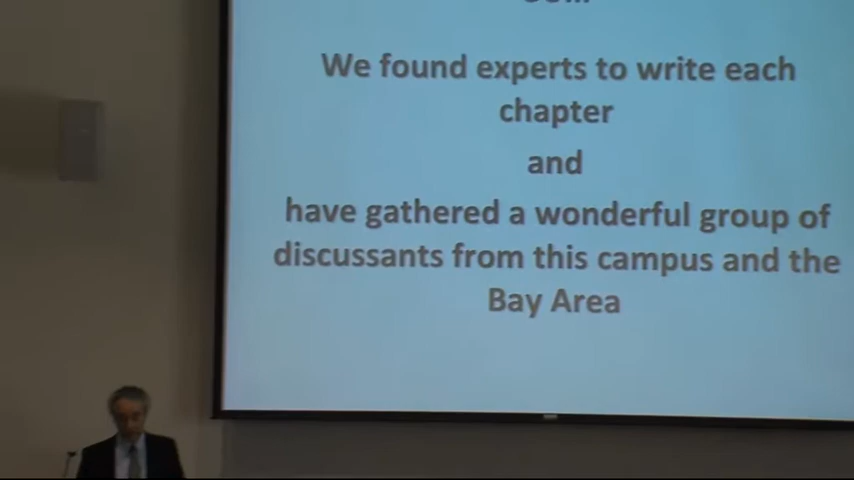 We found experts to write each
chapter
and
have gathered a wonderful group of
discussants from this campus and the
Bay Area